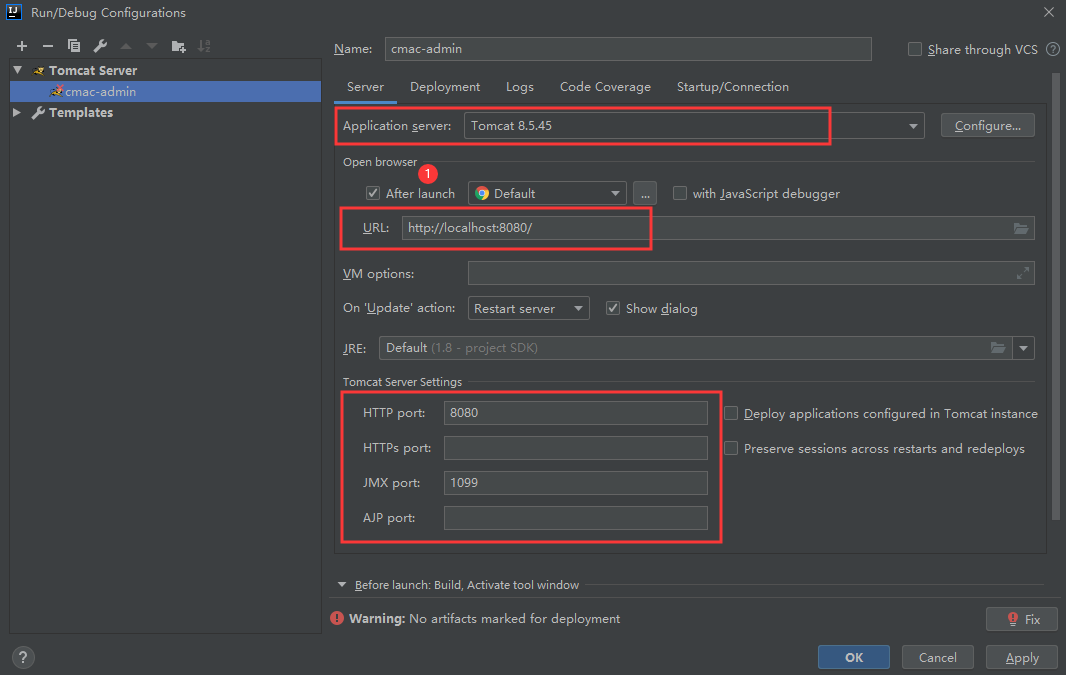 Run/Debug Configurations
Name: cmac-admin
Share through VCS ?
Tomcat Server
cmac-admin
Templates
Server Deployment Logs Code Coverage Startup/Connection
Application server: Tomcat 8.5.45 Configure...
Open browser
1
After launch Default ... with JavaScript debugger
URL: http://localhost:8080/
VM options:
On 'Update' action: Restart server Show dialog
JRE: Default (1.8 - project SDK)
Tomcat Server Settings
HTTP port: 8080 Deploy applications configured in Tomcat instance
HTTPs port: Preserve sessions across restarts and redeploys
JMX port: 1099
AJP port:
Before launch: Build, Activate tool window
Warning: No artifacts marked for deployment Fix
? OK Cancel Apply